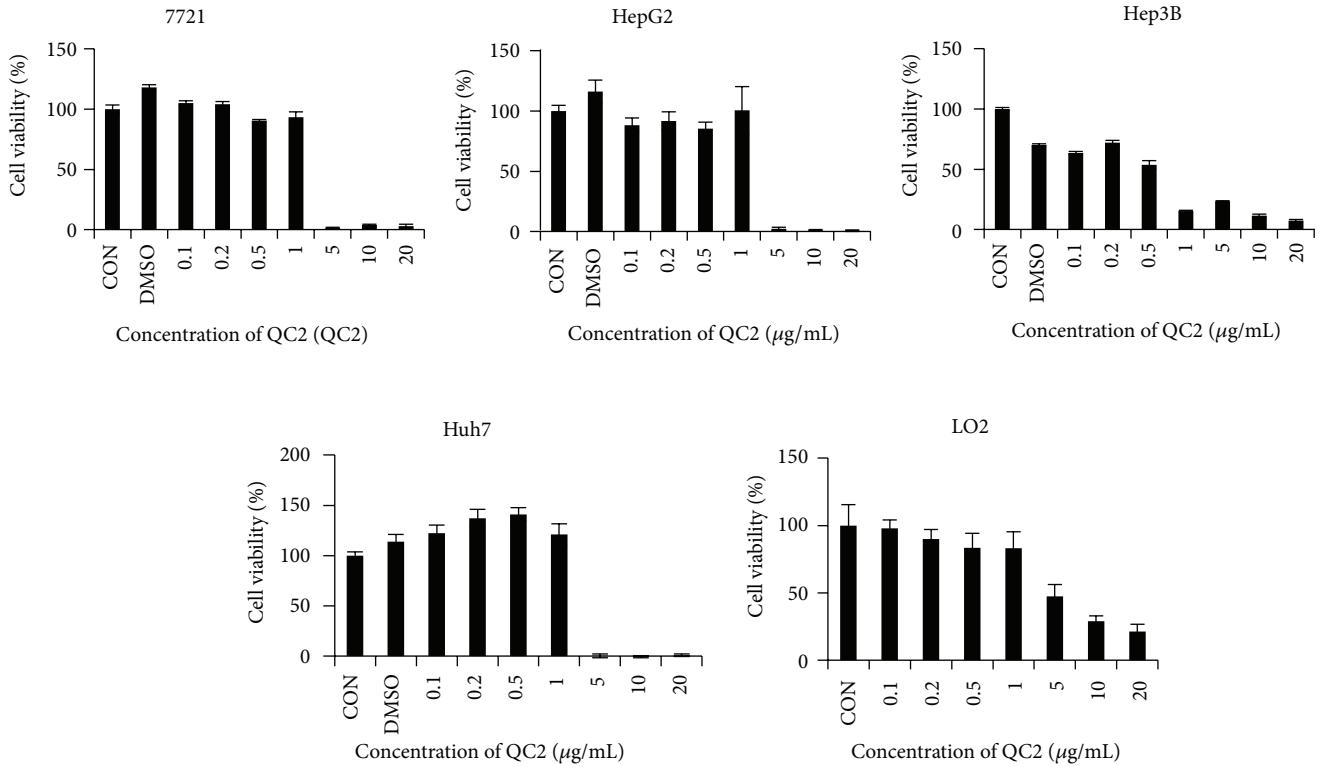 7721
Cell viability (%)
150
100
50
0
CON
DMSO
0.1
0.2
0.5
1
5
10
20
Concentration of QC2 (QC2)
HepG2
Cell viability (%)
150
100
50
0
CON
DMSO
0.1
0.2
0.5
1
5
10
20
Concentration of QC2 (μg/mL)
Hep3B
Cell viability (%)
150
100
50
0
CON
DMSO
0.1
0.2
0.5
1
5
10
20
Concentration of QC2 (μg/mL)
Huh7
Cell viability (%)
200
150
100
50
0
CON
DMSO
0.1
0.2
0.5
1
5
10
20
Concentration of QC2 (μg/mL)
LO2
Cell viability (%)
150
100
50
0
CON
0.1
0.2
0.5
1
5
10
20
Concentration of QC2 (μg/mL)